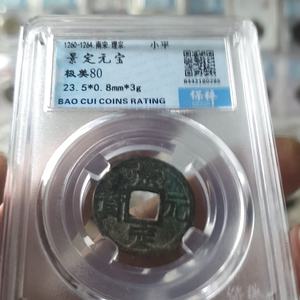 1260-1264.南宋.理宗 小平
景定元宝
极美80
23.5*0.8mm*3g
BAO CUI COINS RATING
保粹
元